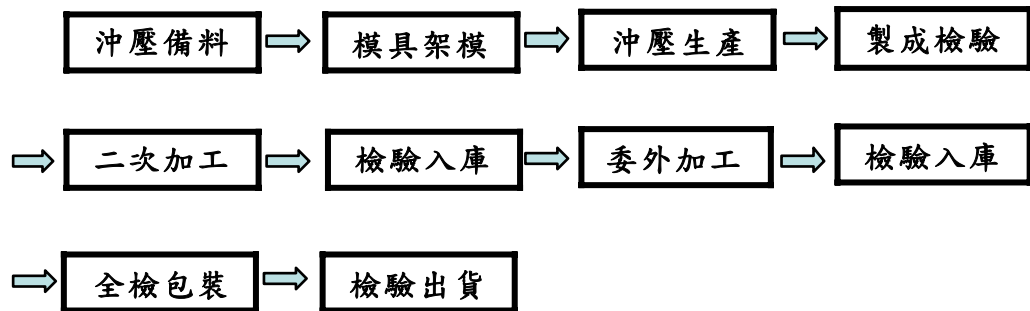 沖壓備料 模具架模 沖壓生產 製成檢驗
二次加工 檢驗入庫 委外加工 檢驗入庫
全檢包裝 檢驗出貨